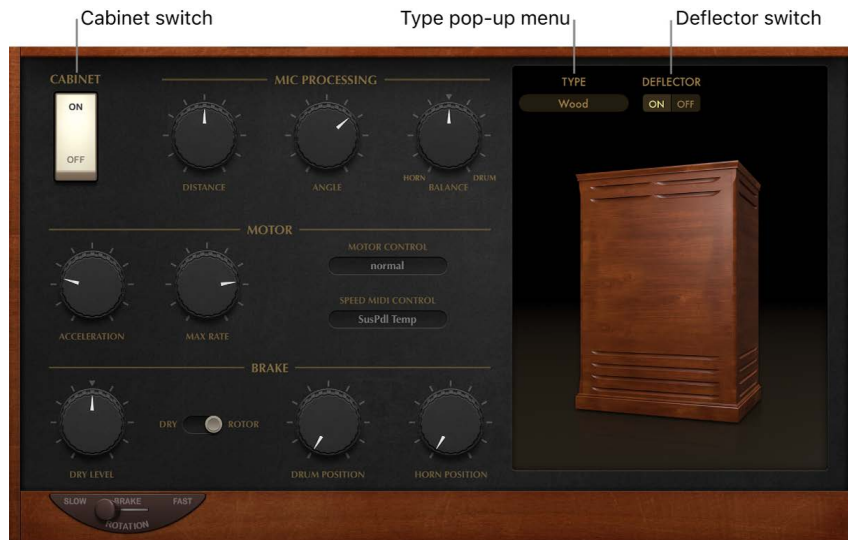 Cabinet switch
Type pop-up menu
Deflector switch
CABINET
ON
OFF
MIC PROCESSING
DISTANCE
ANGLE
HORN
DRUM
BALANCE
TYPE
Wood
DEFLECTOR
ON OFF
MOTOR
ACCELERATION
MAX RATE
MOTOR CONTROL
normal
SPEED MIDI CONTROL
SusPdl Temp
BRAKE
DRY LEVEL
DRY
ROTOR
DRUM POSITION
HORN POSITION
SLOW
BRAKE
FAST
ROTATION